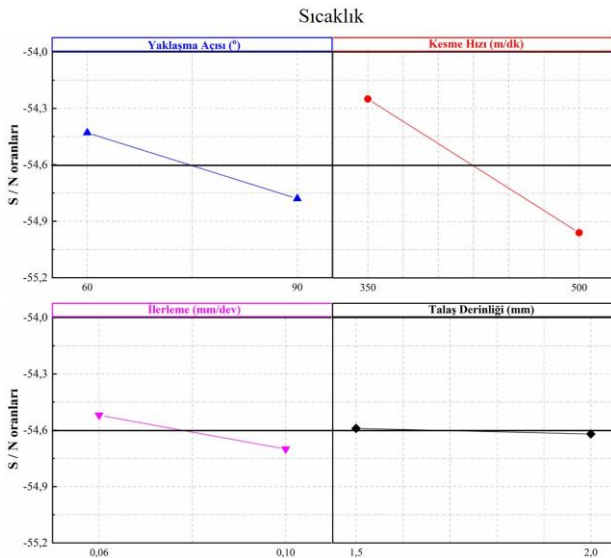 Sıcaklık
Yaklaşma Açısı (°)
Kesme Hızı (m/dk)
S / N oranları
-54,0
-54,3
-54,6
-54,9
-55,2
60
90
350
500
İlerleme (mm/dev)
Talaş Derinliği (mm)
S / N oranları
-54,0
-54,3
-54,6
-54,9
-55,2
0,06
0,10
1,5
2,0